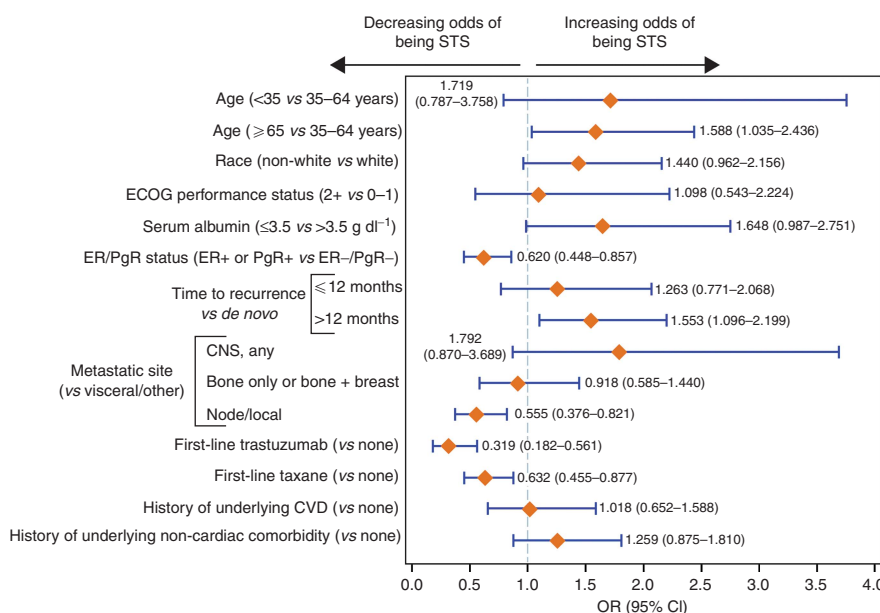 Decreasing odds of
being STS
Increasing odds of
being STS
Age (<35 vs 35–64 years)
1.719
(0.787–3.758)
Age (⩾65 vs 35–64 years)
1.588 (1.035–2.436)
Race (non-white vs white)
1.440 (0.962–2.156)
ECOG performance status (2+ vs 0–1)
1.098 (0.543–2.224)
Serum albumin (≤3.5 vs >3.5 g dl⁻¹)
1.648 (0.987–2.751)
ER/PgR status (ER+ or PgR+ vs ER–/PgR–)
0.620 (0.448–0.857)
Time to recurrence
vs de novo
⩽12 months
1.263 (0.771–2.068)
>12 months
1.553 (1.096–2.199)
Metastatic site
(vs visceral/other)
CNS, any
1.792
(0.870–3.689)
Bone only or bone + breast
0.918 (0.585–1.440)
Node/local
0.555 (0.376–0.821)
First-line trastuzumab (vs none)
0.319 (0.182–0.561)
First-line taxane (vs none)
0.632 (0.455–0.877)
History of underlying CVD (vs none)
1.018 (0.652–1.588)
History of underlying non-cardiac comorbidity (vs none)
1.259 (0.875–1.810)
0.0 0.5 1.0 1.5 2.0 2.5 3.0 3.5 4.0
OR (95% CI)